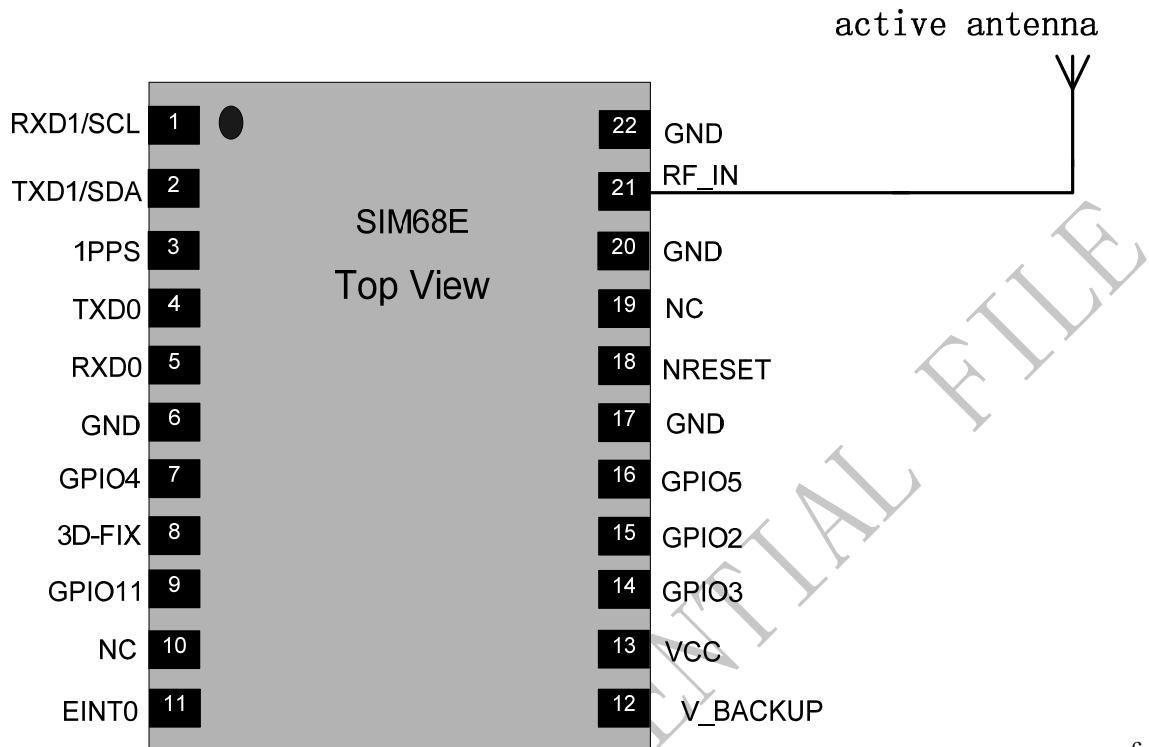 active antenna
RXD1/SCL 1 22 GND
TXD1/SDA 2 21 RF_IN
SIM68E
1PPS 3 20 GND
Top View
TXD0 4 19 NC
RXD0 5 18 NRESET
GND 6 17 GND
GPIO4 7 16 GPIO5
3D-FIX 8 15 GPIO2
GPIO11 9 14 GPIO3
NC 10 13 VCC
EINT0 11 12 V_BACKUP
ENTIAL FILE